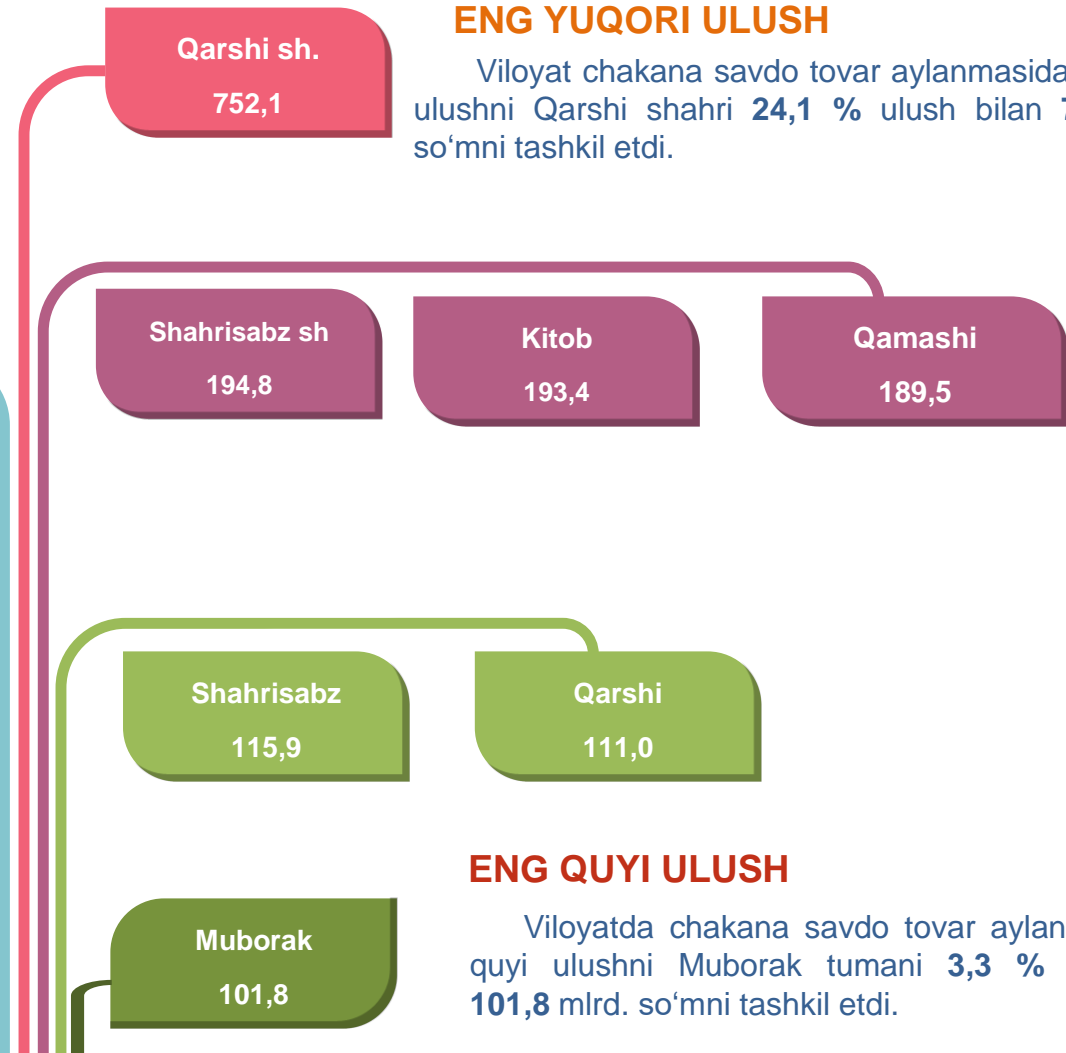 ENG YUQORI ULUSH
Qarshi sh.
752,1
Viloyat chakana savdo tovar aylanmasida
ulushni Qarshi shahri 24,1 % ulush bilan
so‘mni tashkil etdi.
Shahrisabz sh
194,8
Kitob
193,4
Qamashi
189,5
Shahrisabz
115,9
Qarshi
111,0
ENG QUYI ULUSH
Muborak
101,8
Viloyatda chakana savdo tovar aylan
quyi ulushni Muborak tumani 3,3 %
101,8 mlrd. so‘mni tashkil etdi.